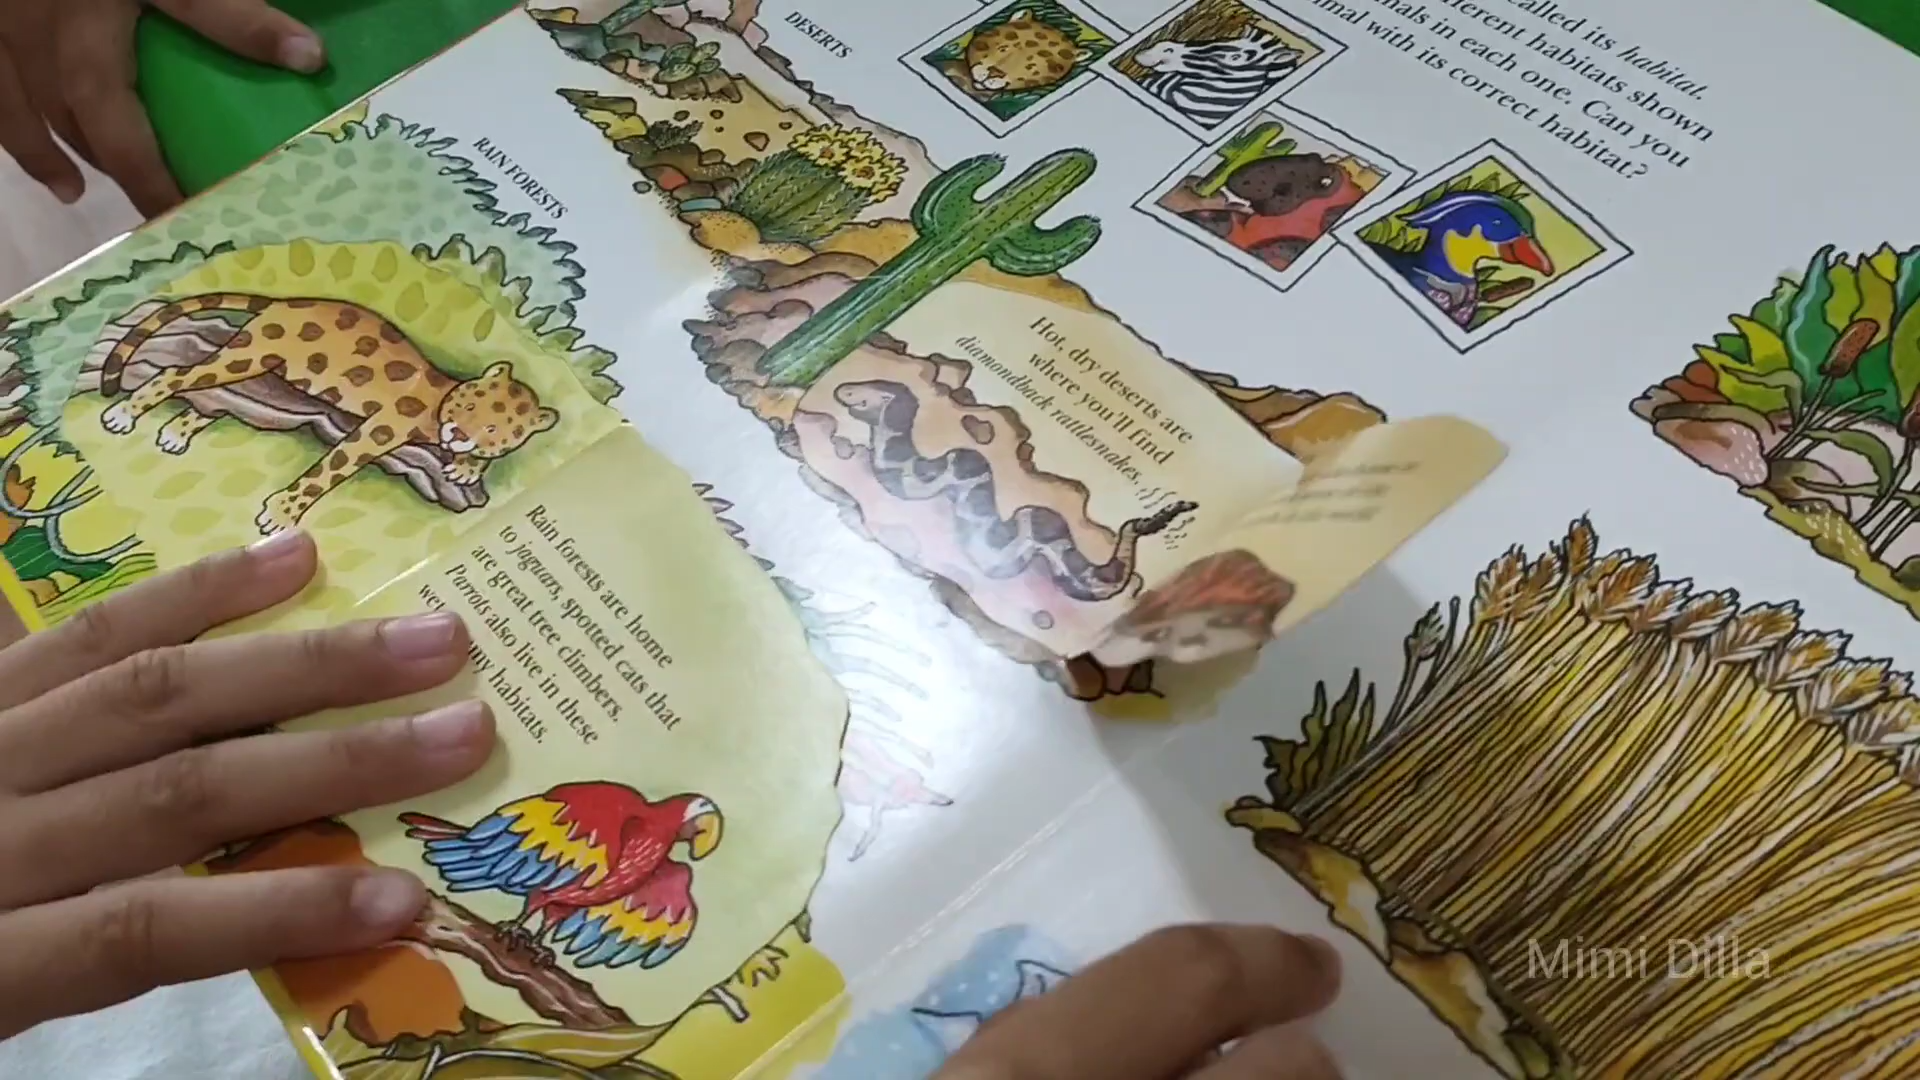 called its habitat.
ferent habitats shown
mals in each one. Can you
mal with its correct habitat?
DESERTS
RAIN FORESTS
Hot, dry deserts are
where you'll find
diamondback rattlesnakes.
Rain forests are home
to jaguars, spotted cats that
are great tree climbers.
Parrots also live in these
habitats.
Mimi Dilla